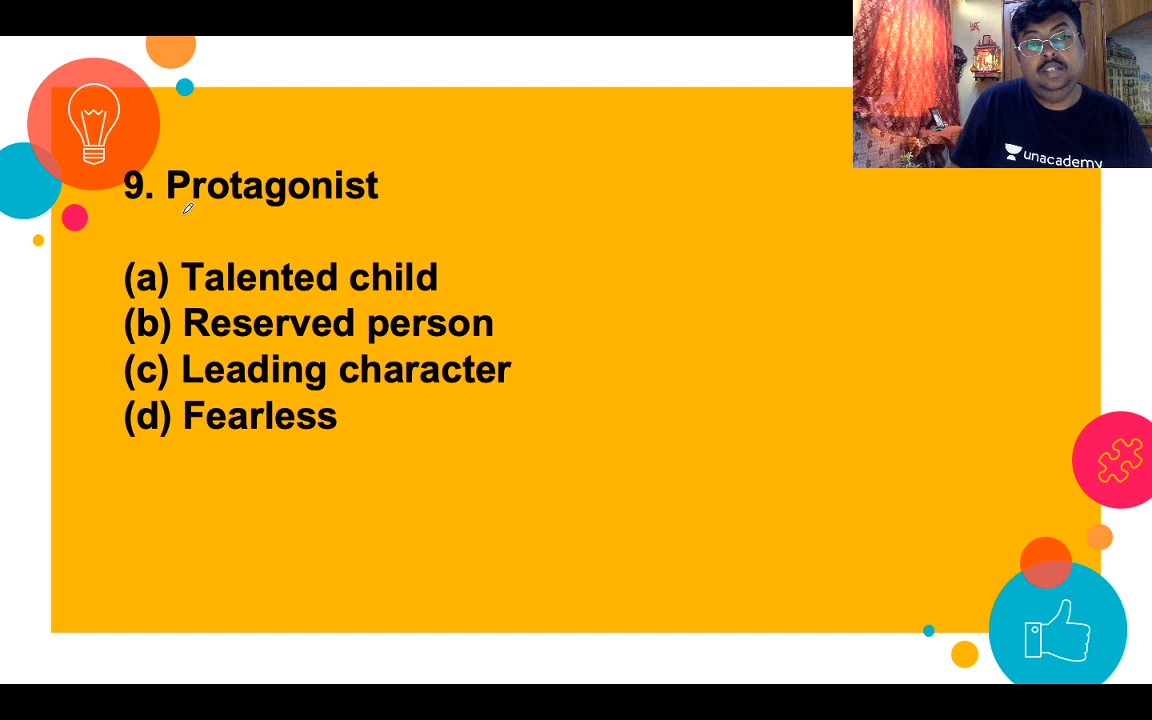 unacademy
9. Protagonist
(a) Talented child
(b) Reserved person
(c) Leading character
(d) Fearless